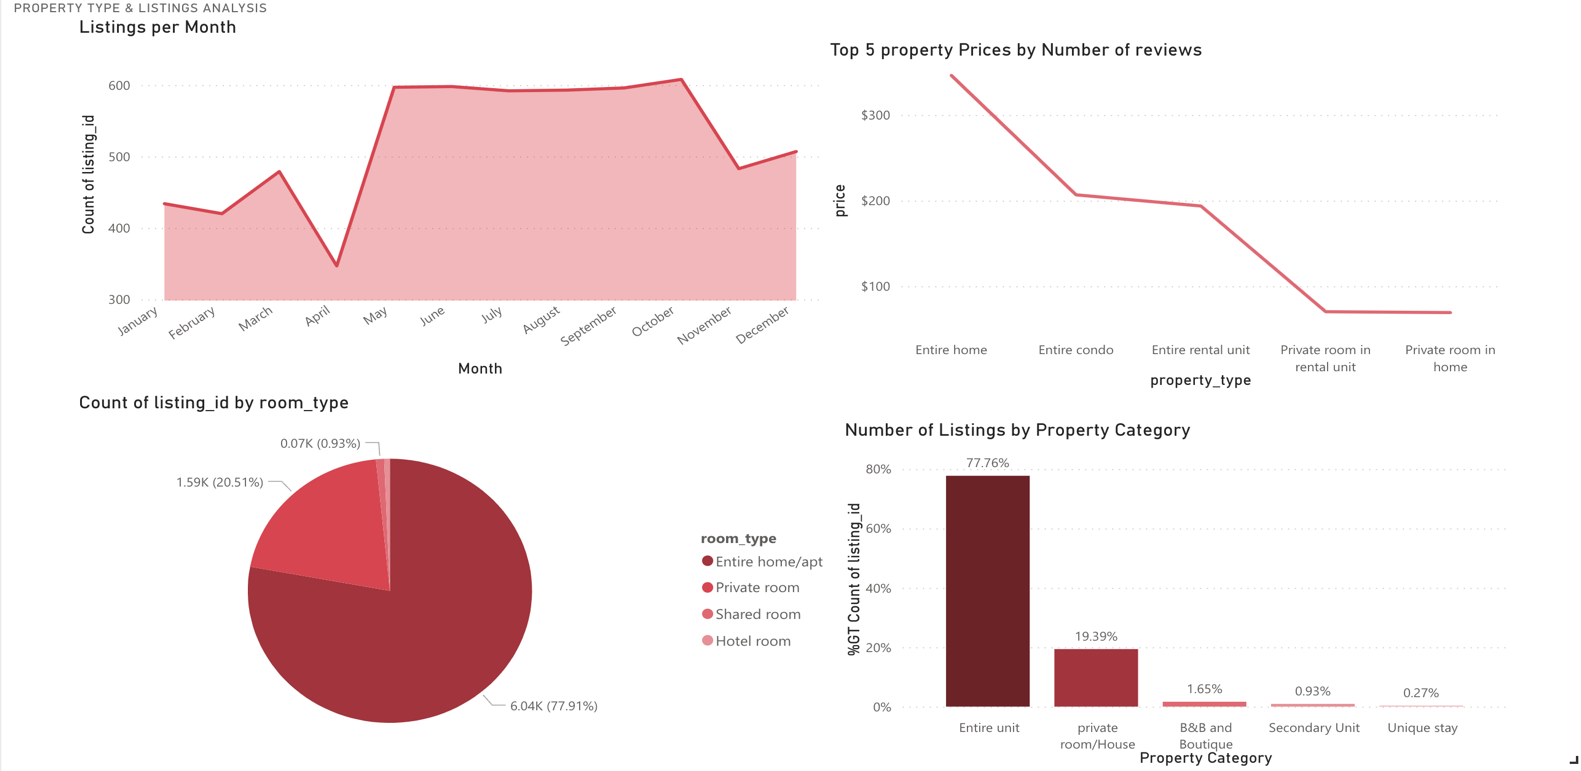 PROPERTY TYPE & LISTINGS ANALYSIS
Listings per Month
600
500
400
300
Count of listing_id
January
February
March
April
May
June
July
August
September
October
November
December
Month
Top 5 property Prices by Number of reviews
$300
$200
$100
price
Entire home
Entire condo
Entire rental unit
Private room in
rental unit
Private room in
home
property_type
Count of listing_id by room_type
0.07K (0.93%)
1.59K (20.51%)
6.04K (77.91%)
room_type
Entire home/apt
Private room
Shared room
Hotel room
Number of Listings by Property Category
80%
60%
40%
20%
0%
%GT Count of listing_id
77.76%
19.39%
1.65%
0.93%
0.27%
Entire unit
private
room/House
B&B and
Boutique
Secondary Unit
Unique stay
Property Category